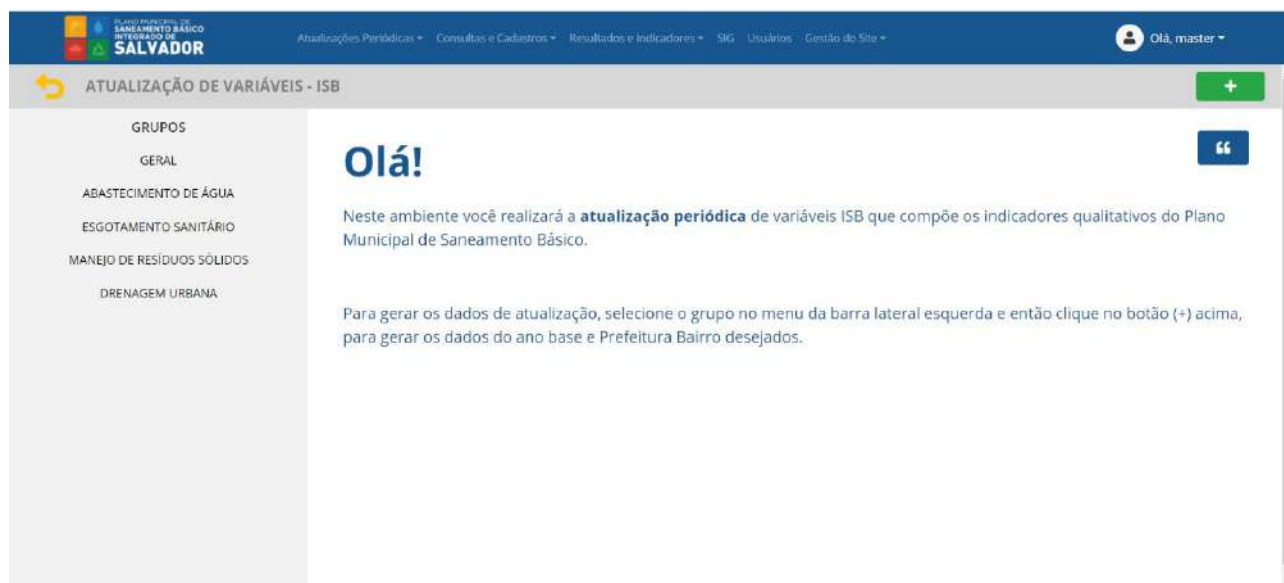 PLANO MUNICIPAL DE
SANEAMENTO BÁSICO
INTEGRADO DE
SALVADOR
Atualizações Periódicas Consultas e Cadastros Resultados e Indicadores SIG Usuários Gestão do Site
Olá, master
ATUALIZAÇÃO DE VARIÁVEIS - ISB
+
GRUPOS
GERAL
ABASTECIMENTO DE ÁGUA
ESGOTAMENTO SANITÁRIO
MANEJO DE RESÍDUOS SÓLIDOS
DRENAGEM URBANA
Olá!
“
Neste ambiente você realizará a atualização periódica de variáveis ISB que compõe os indicadores qualitativos do Plano
Municipal de Saneamento Básico.
Para gerar os dados de atualização, selecione o grupo no menu da barra lateral esquerda e então clique no botão (+) acima,
para gerar os dados do ano base e Prefeitura Bairro desejados.